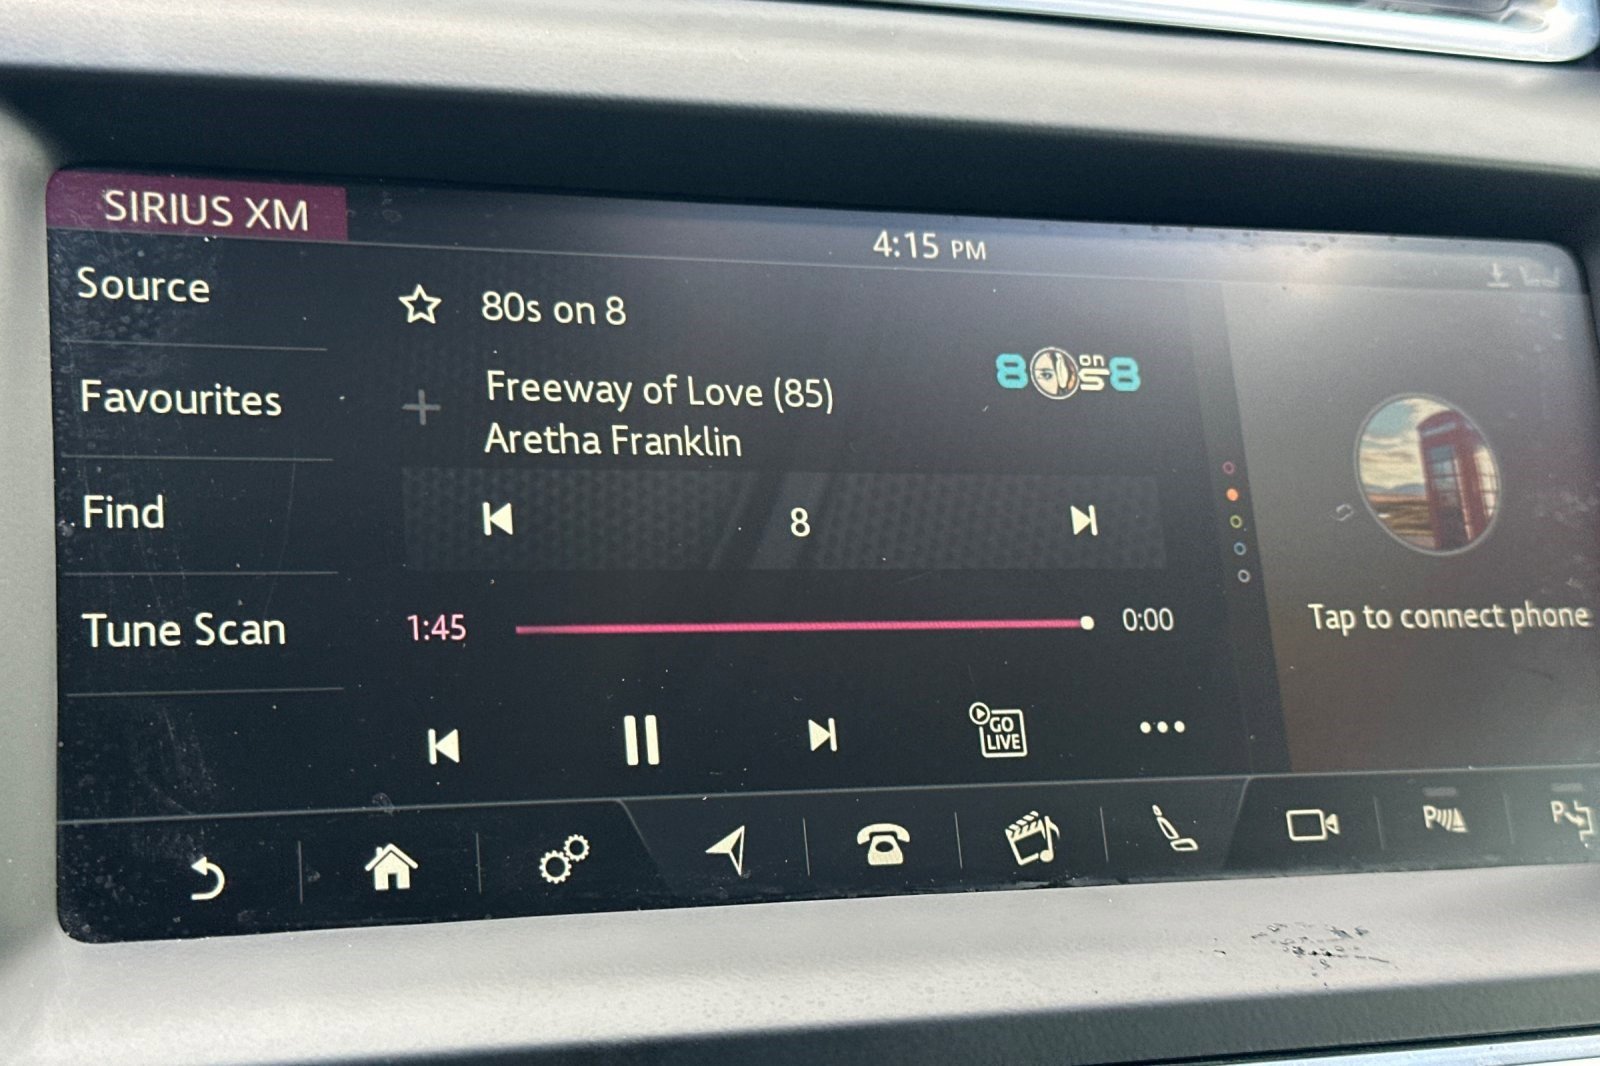 SIRIUS XM
4:15 PM
Source
Favourites
Find
Tune Scan
80s on 8
Freeway of Love (85)
Aretha Franklin
8 on 8
8
1:45
0:00
GO
LIVE
Tap to connect phone
P
P